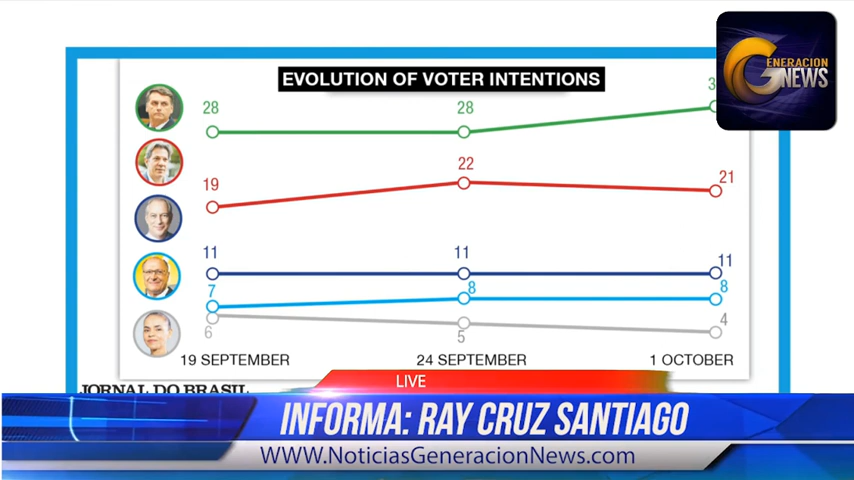 GENERACION
NEWS
EVOLUTION OF VOTER INTENTIONS
28
28
3
19
22
21
11
11
11
7
8
8
6
5
4
19 SEPTEMBER
24 SEPTEMBER
1 OCTOBER
JORNAL DO BRASIL
LIVE
INFORMA: RAY CRUZ SANTIAGO
WWW.NoticiasGeneracionNews.com